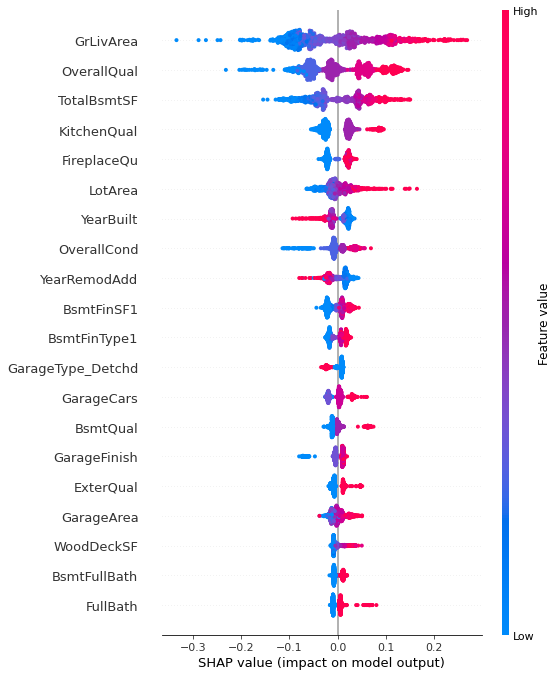 High
GrLivArea
OverallQual
TotalBsmtSF
KitchenQual
FireplaceQu
LotArea
YearBuilt
OverallCond
YearRemodAdd
BsmtFinSF1
BsmtFinType1
GarageType_Detchd
GarageCars
BsmtQual
GarageFinish
ExterQual
GarageArea
WoodDeckSF
BsmtFullBath
FullBath
Feature value
Low
−0.3 −0.2 −0.1 0.0 0.1 0.2
SHAP value (impact on model output)